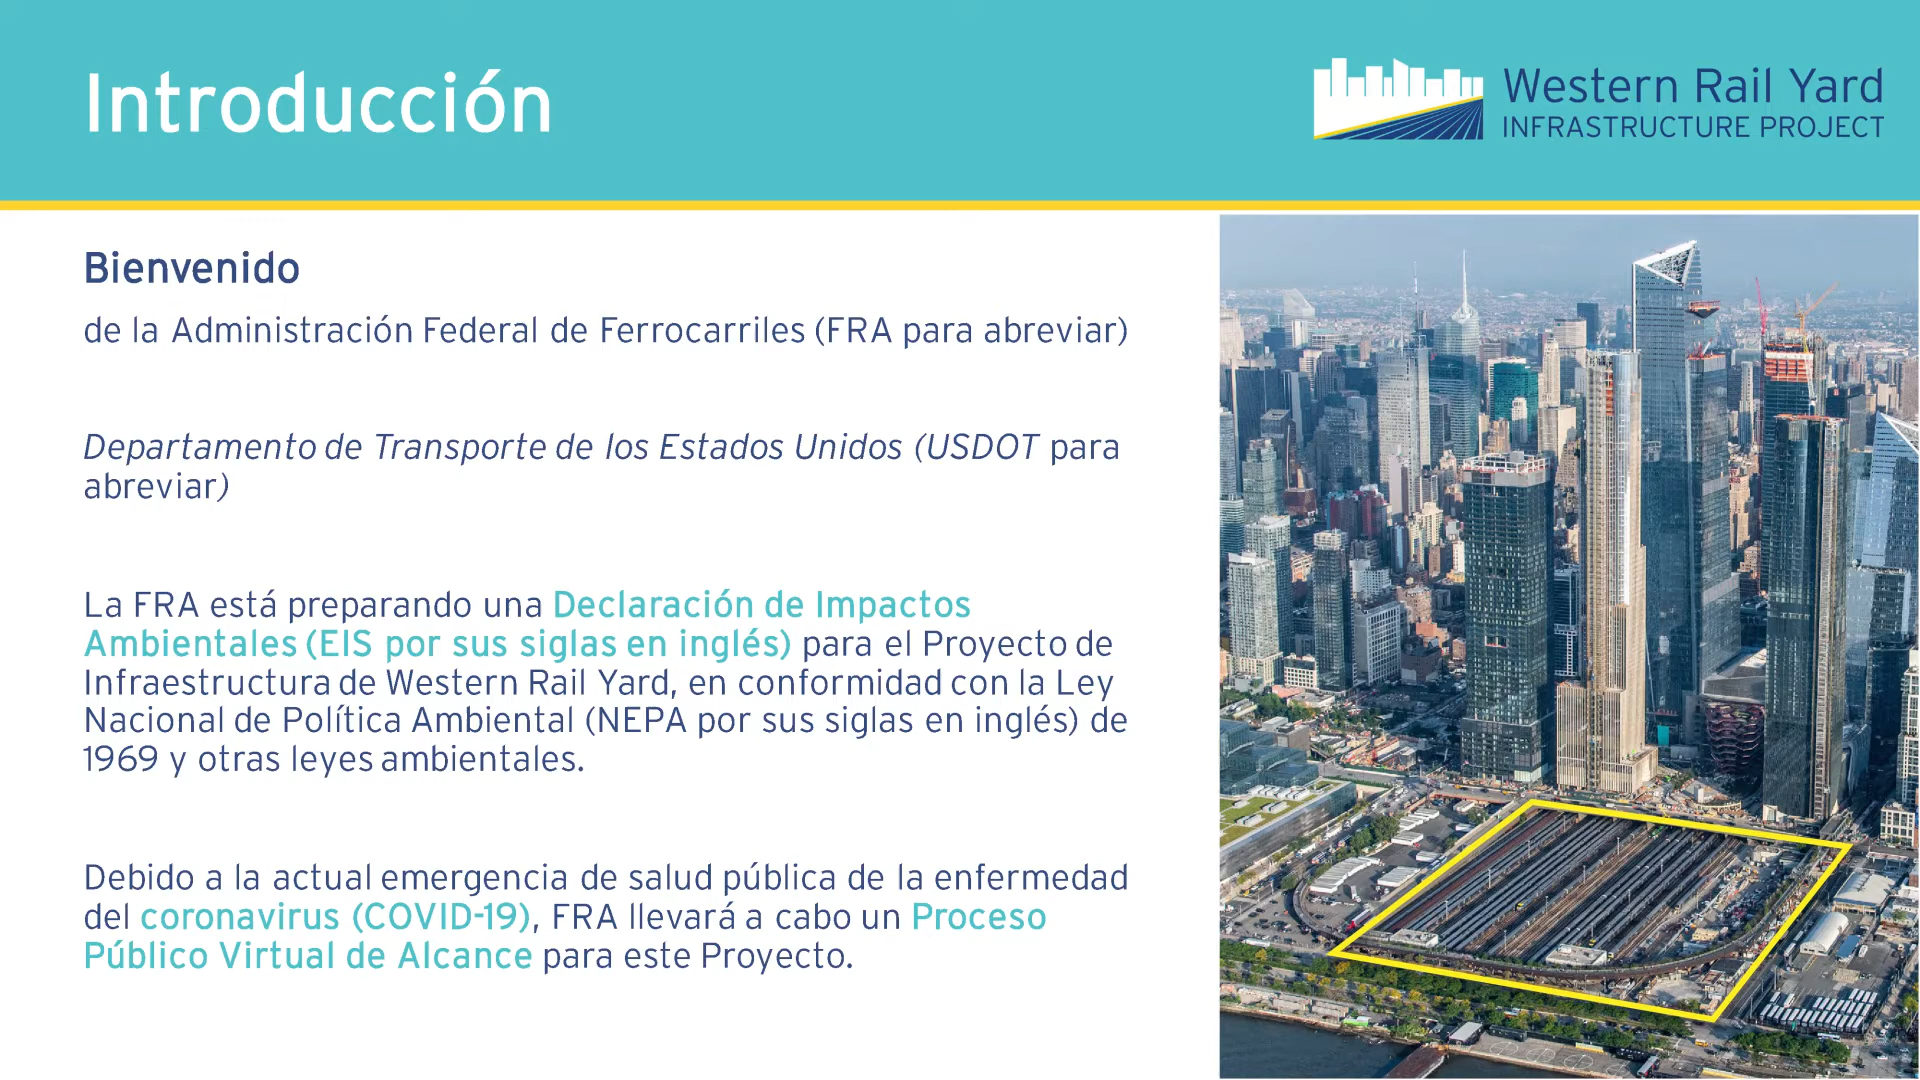 Introducción
Western Rail Yard
INFRASTRUCTURE PROJECT
Bienvenido
de la Administración Federal de Ferrocarriles (FRA para abreviar)
Departamento de Transporte de los Estados Unidos (USDOT para
abreviar)
La FRA está preparando una Declaración de Impactos
Ambientales (EIS por sus siglas en inglés) para el Proyecto de
Infraestructura de Western Rail Yard, en conformidad con la Ley
Nacional de Política Ambiental (NEPA por sus siglas en inglés) de
1969 y otras leyes ambientales.
Debido a la actual emergencia de salud pública de la enfermedad
del coronavirus (COVID-19), FRA llevará a cabo un Proceso
Público Virtual de Alcance para este Proyecto.